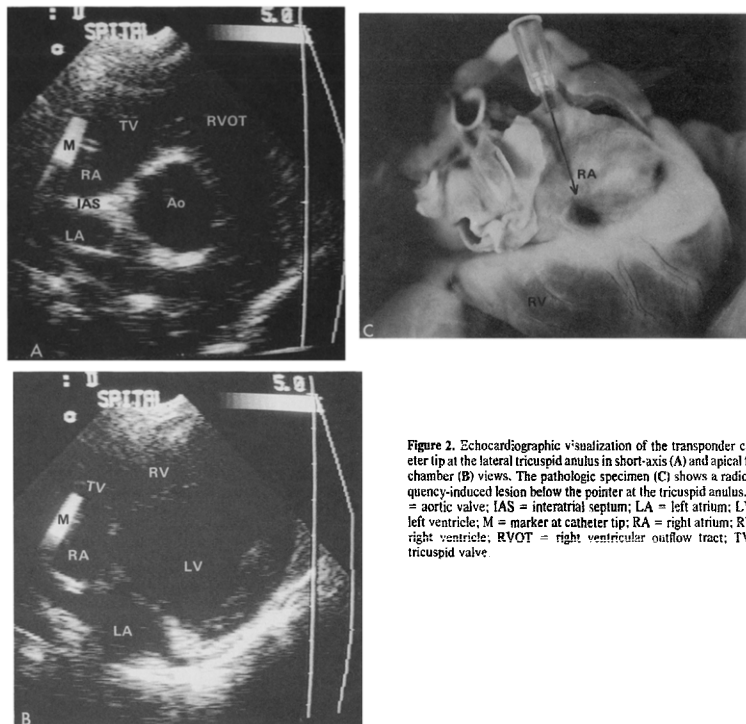 : D 5.0
SPITAL
TV RVOT
M
RA
IAS Ao
LA
A
RA
RV
C
: D 5.0
SPITAL
RV
TV
M
RA LV
LA
B
Figure 2. Echocardiographic visualization of the transponder c
eter tip at the lateral tricuspid anulus in short-axis (A) and apical
chamber (B) views. The pathologic specimen (C) shows a radio
quency-induced lesion below the pointer at the tricuspid anulus.
= aortic valve; IAS = interatrial septum; LA = left atrium; LV
left ventricle; M = marker at catheter tip; RA = right atrium; R
right ventricle; RVOT = right ventricular outflow tract; TV
tricuspid valve